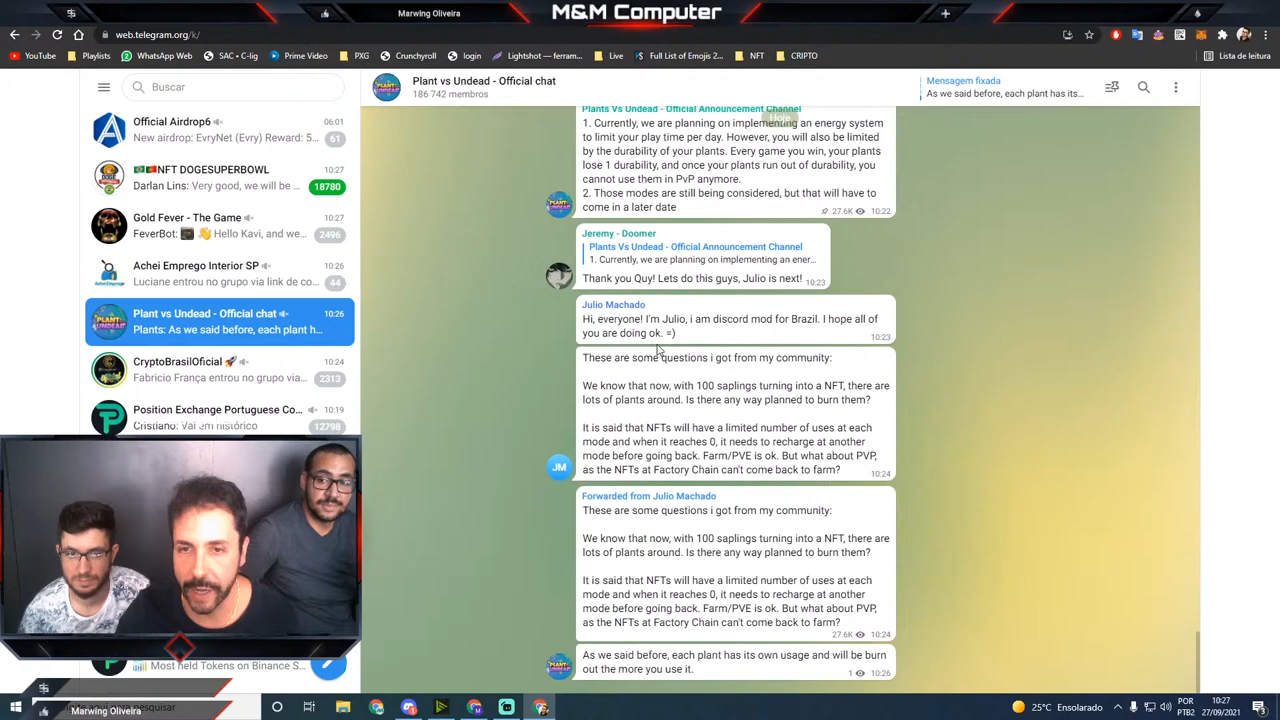 Marwing Oliveira
M&M Computer
web.telegram.org/k/
YouTube
Playlists
WhatsApp Web
SAC • C-lig
Prime Video
PXG
Crunchyroll
login
Lightshot — ferram...
Live
Full List of Emojis 2...
NFT
CRIPTO
Lista de leitura
Buscar
Official Airdrop6
06:01
New airdrop: EvryNet (Evry) Reward: 5...
61
NFT DOGESUPERBOWL
10:27
Darlan Lins: Very good, we will be ...
18780
Gold Fever - The Game
10:27
FeverBot: Hello Kavi, and we...
2496
Achei Emprego Interior SP
10:26
Luciane entrou no grupo via link de co...
44
Plant vs Undead - Official chat
10:26
Plants: As we said before, each plant h...
CryptoBrasilOficial
10:24
Fabricio França entrou no grupo via...
2313
Position Exchange Portuguese Co...
10:19
Cristiano: Vai em histórico
12798
Most held Tokens on Binance S
Plant vs Undead - Official chat
186 742 membros
Mensagem fixada
As we said before, each plant has its...
Hoje
Plants Vs Undead - Official Announcement Channel
1. Currently, we are planning on implementing an energy system
to limit your play time per day. However, you will also be limited
by the durability of your plants. Every game you win, your plants
lose 1 durability, and once your plants run out of durability, you
cannot use them in PvP anymore.
2. Those modes are still being considered, but that will have to
come in a later date
27.6K
10:22
Jeremy - Doomer
Plants Vs Undead - Official Announcement Channel
1. Currently, we are planning on implementing an ener...
Thank you Quy! Lets do this guys, Julio is next!
10:23
Julio Machado
Hi, everyone! I'm Julio, i am discord mod for Brazil. I hope all of
you are doing ok. =)
10:23
These are some questions i got from my community:
We know that now, with 100 saplings turning into a NFT, there are
lots of plants around. Is there any way planned to burn them?
It is said that NFTs will have a limited number of uses at each
mode and when it reaches 0, it needs to recharge at another
mode before going back. Farm/PVE is ok. But what about PVP,
as the NFTs at Factory Chain can't come back to farm?
10:24
JM
Forwarded from Julio Machado
These are some questions i got from my community:
We know that now, with 100 saplings turning into a NFT, there are
lots of plants around. Is there any way planned to burn them?
It is said that NFTs will have a limited number of uses at each
mode and when it reaches 0, it needs to recharge at another
mode before going back. Farm/PVE is ok. But what about PVP,
as the NFTs at Factory Chain can't come back to farm?
27.6K
10:24
As we said before, each plant has its own usage and will be burn
out the more you use it.
1
10:26
pesquisar
Marwing Oliveira
25°C Ensolarado
POR
PTB2
10:27
27/09/2021